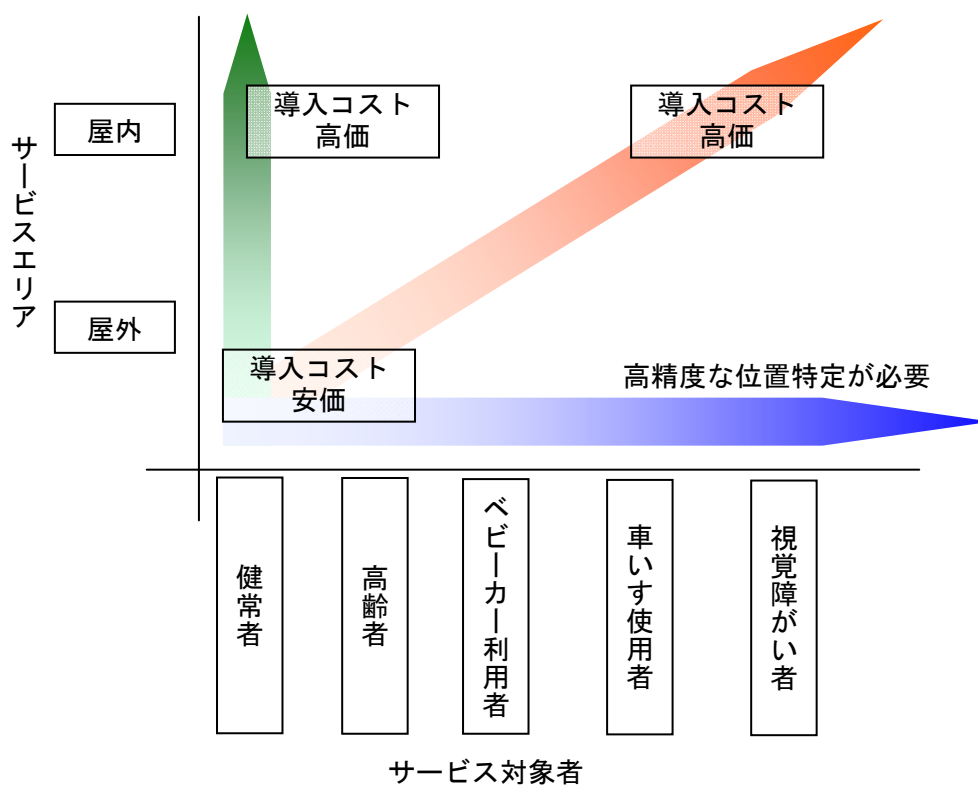 導入コスト
高価
導入コスト
高価
屋内
サービスエリア
屋外
導入コスト
安価
高精度な位置特定が必要
健常者
高齢者
ベビーカー利用者
車いす使用者
視覚障がい者
サービス対象者